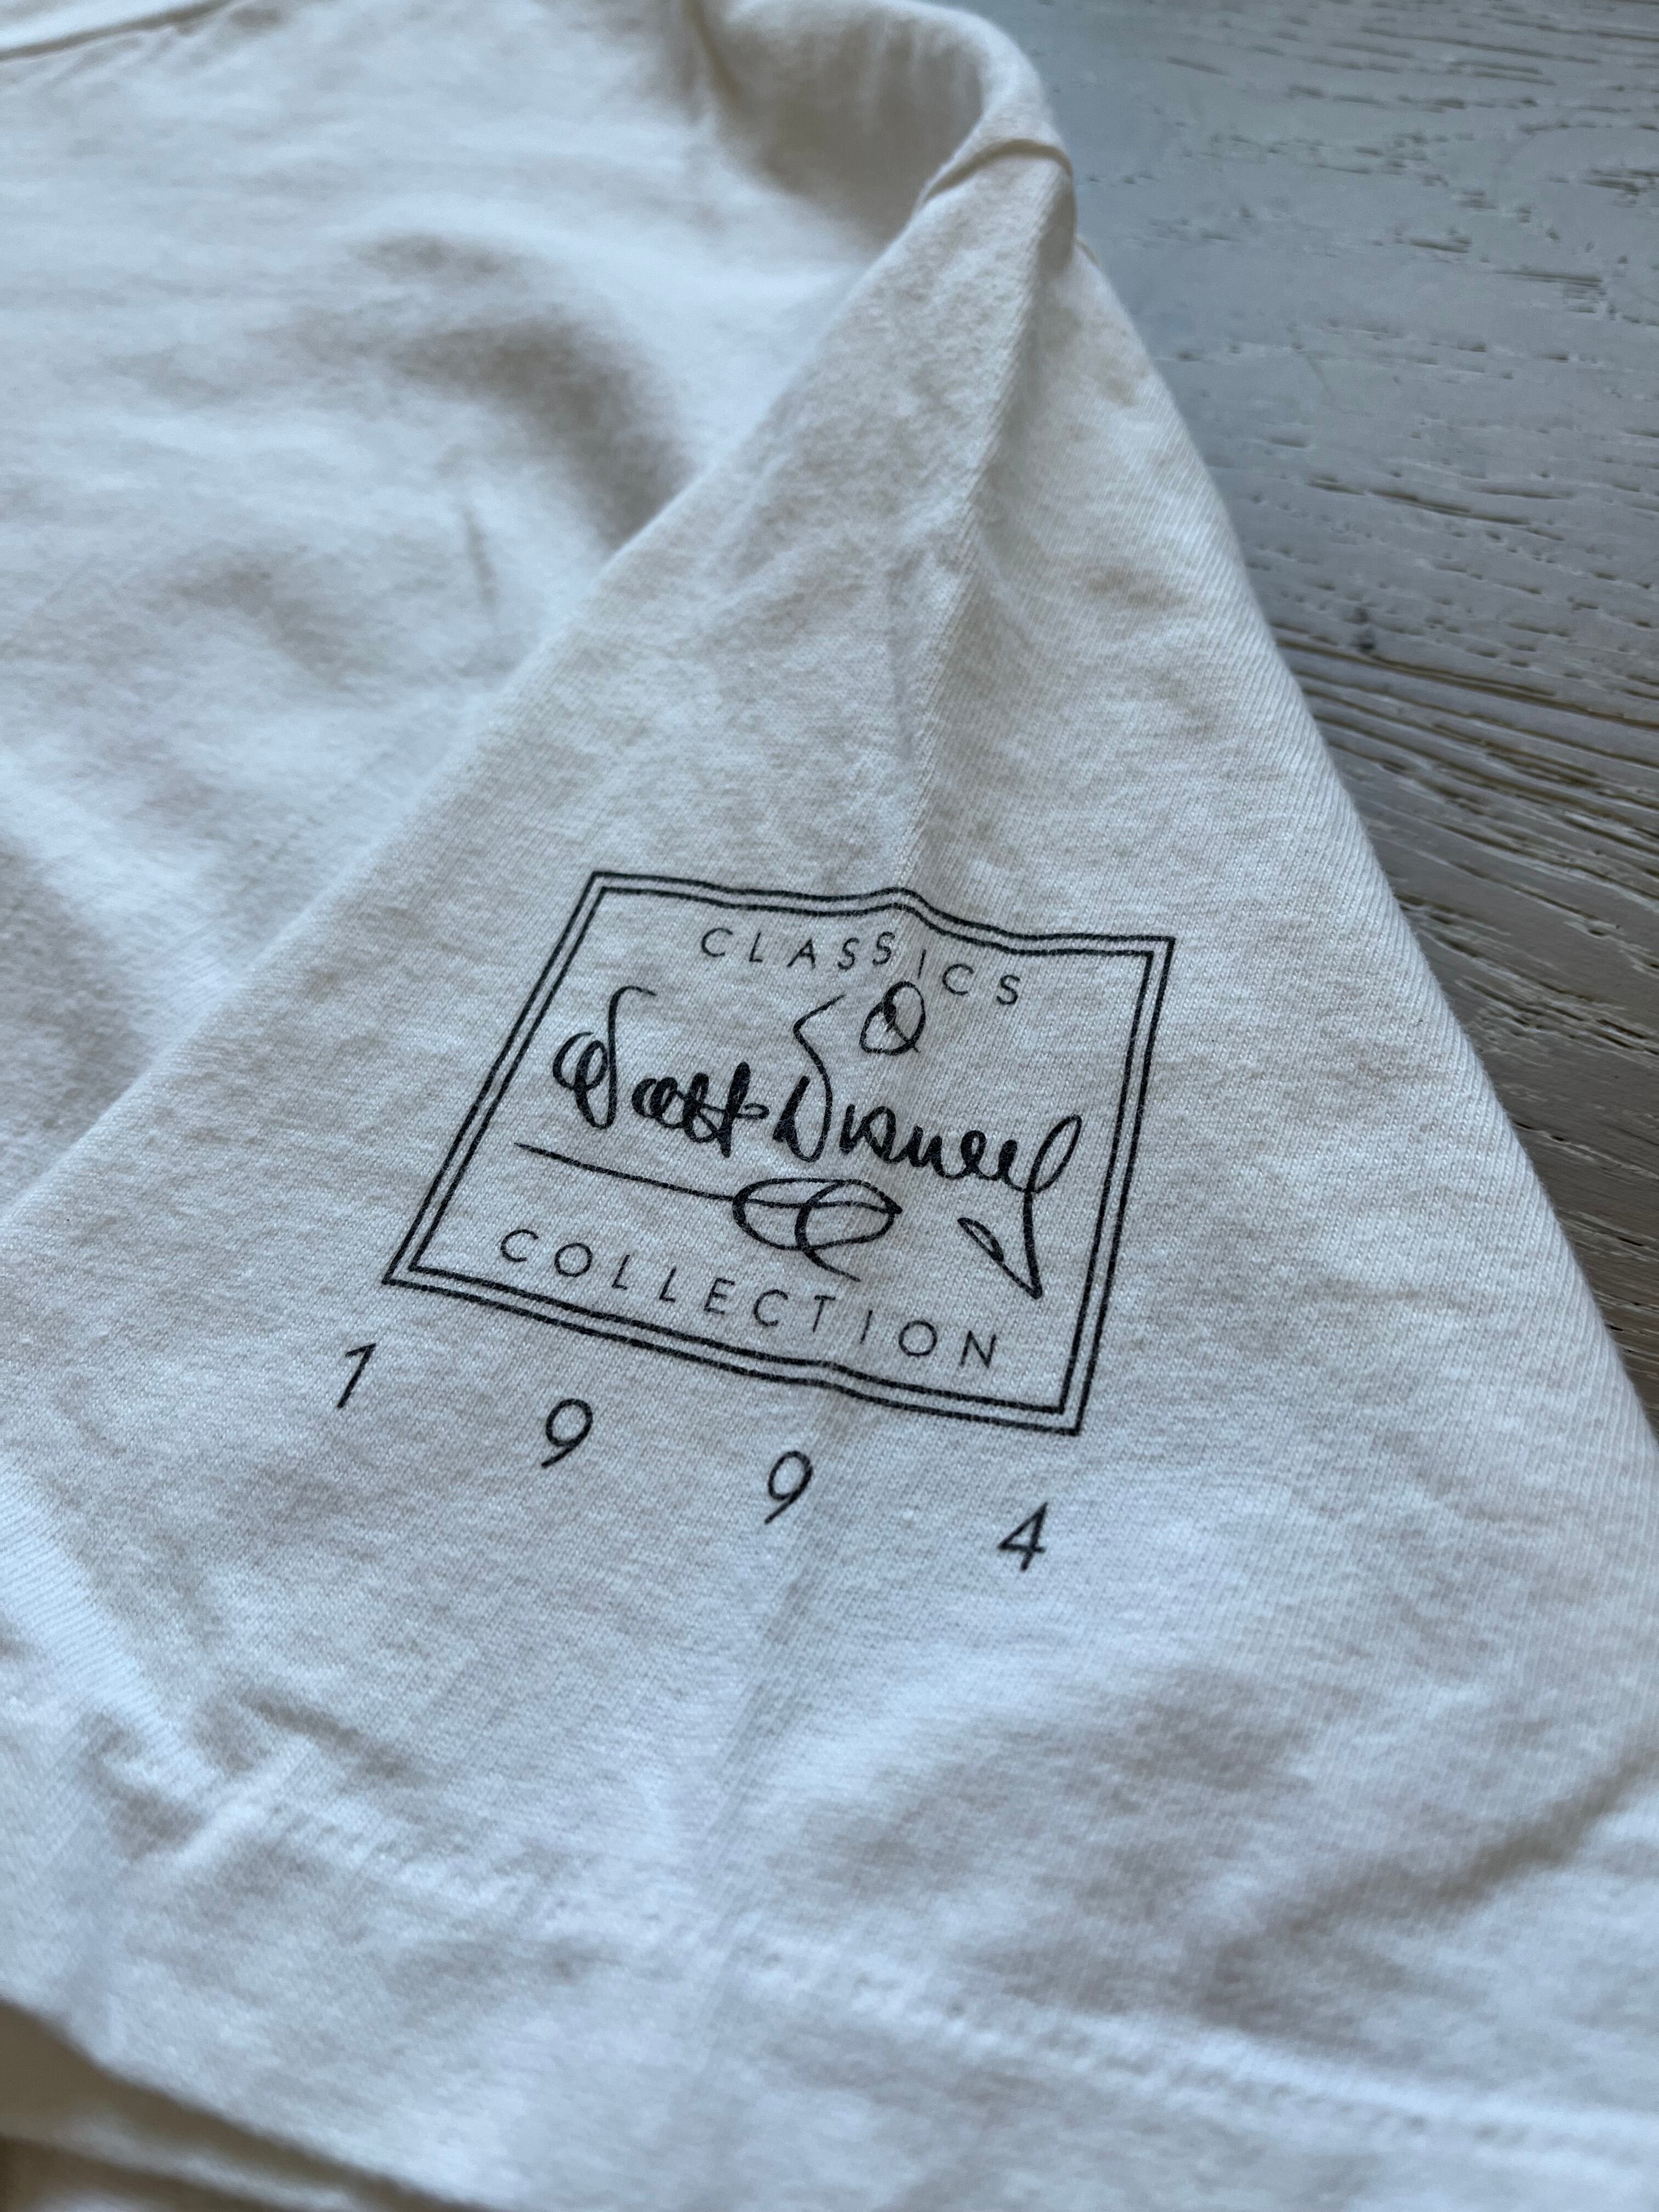 CLASSICS
Walt Disney
COLLECTION
1994